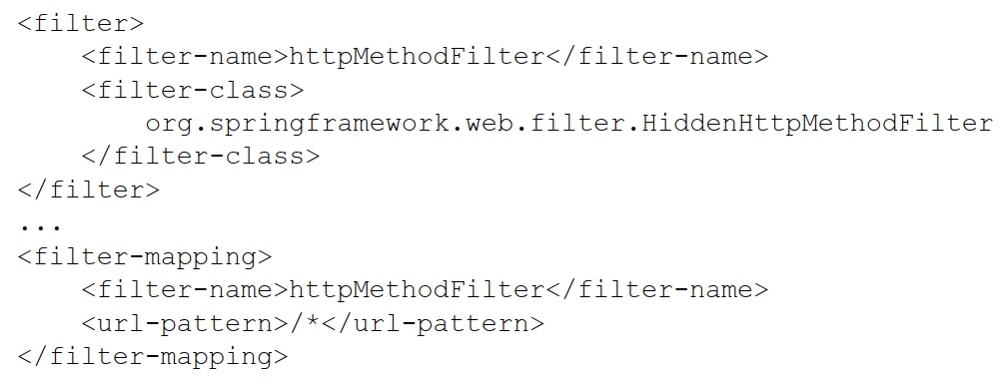 <filter>
    <filter-name>httpMethodFilter</filter-name>
    <filter-class>
        org.springframework.web.filter.HiddenHttpMethodFilter
    </filter-class>
</filter>
...
<filter-mapping>
    <filter-name>httpMethodFilter</filter-name>
    <url-pattern>/*</url-pattern>
</filter-mapping>